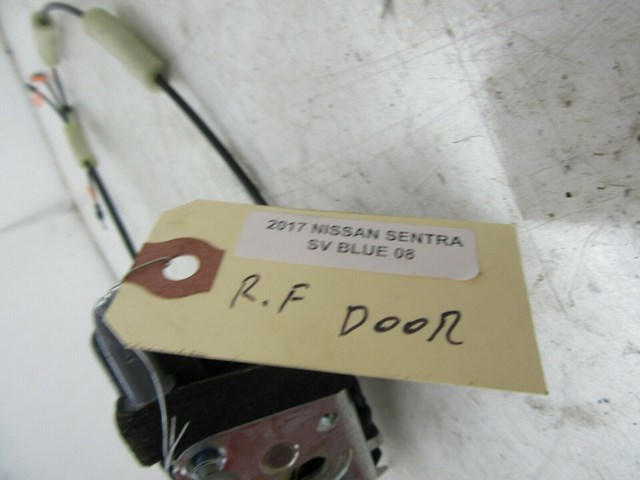 2017 NISSAN SENTRA
SV BLUE 08
R.F DOOR